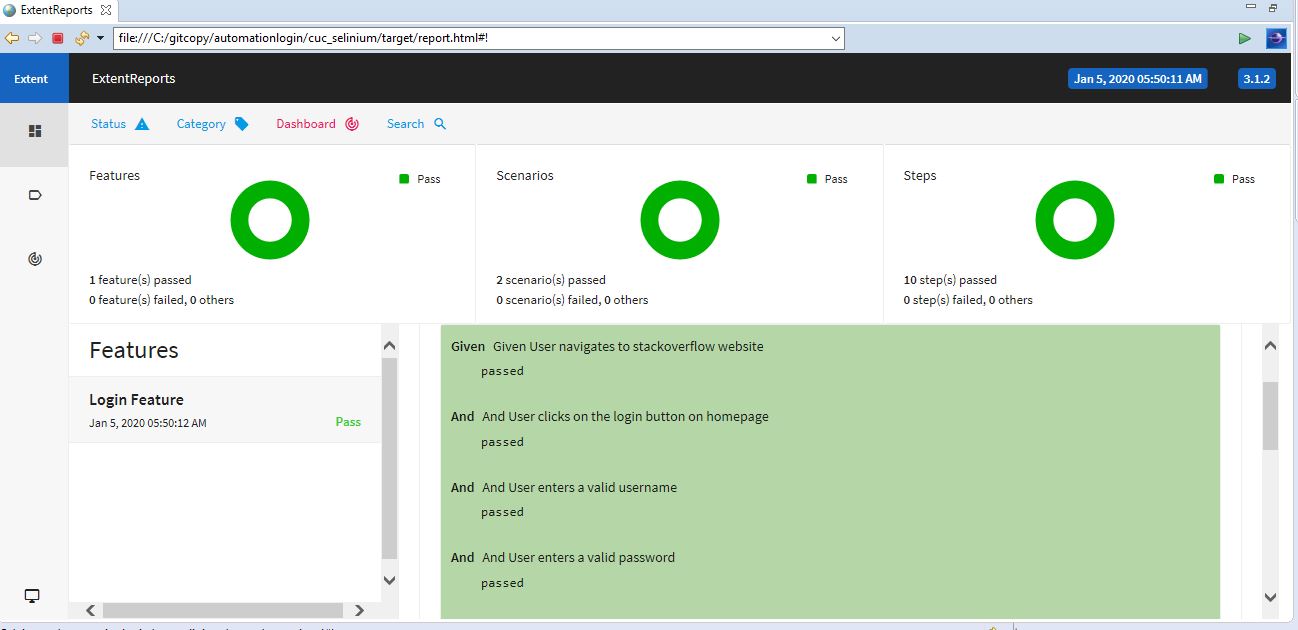 ExtentReports
file:///C:/gitcopy/automationlogin/cuc_selinium/target/report.html#!
Extent ExtentReports Jan 5, 2020 05:50:11 AM 3.1.2
Status Category Dashboard Search
Features Pass
1 feature(s) passed
0 feature(s) failed, 0 others
Scenarios Pass
2 scenario(s) passed
0 scenario(s) failed, 0 others
Steps Pass
10 step(s) passed
0 step(s) failed, 0 others
Features
Login Feature
Jan 5, 2020 05:50:12 AM Pass
Given Given User navigates to stackoverflow website
passed
And And User clicks on the login button on homepage
passed
And And User enters a valid username
passed
And And User enters a valid password
passed